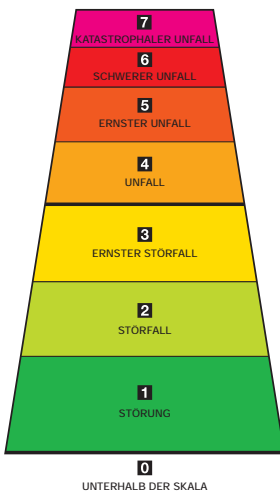 7
KATASTROPHALER UNFALL
6
SCHWERER UNFALL
5
ERNSTER UNFALL
4
UNFALL
3
ERNSTER STÖRFALL
2
STÖRFALL
1
STÖRUNG
0
UNTERHALB DER SKALA